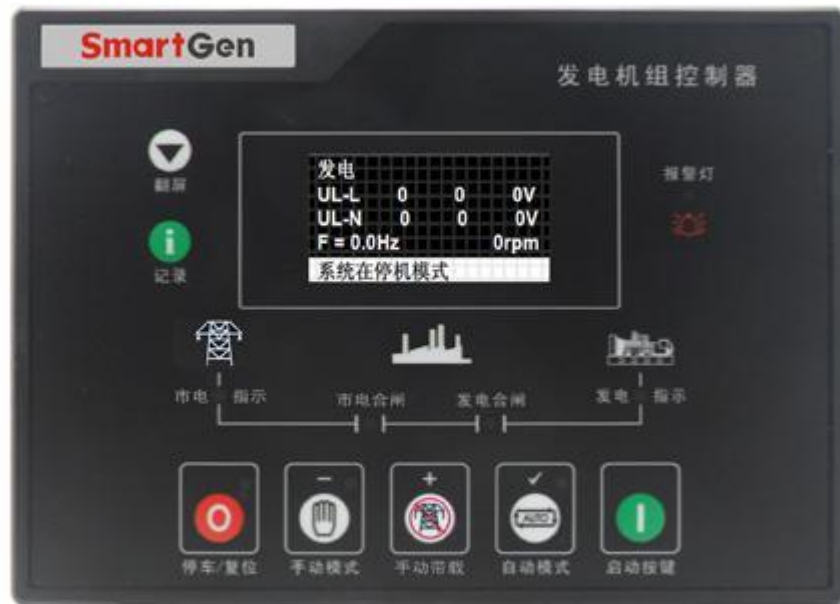 SmartGen
发电机组控制器
翻屏
记录
发电
UL-L 0 0 0V
UL-N 0 0 0V
F = 0.0Hz 0rpm
系统在停机模式
报警灯
市电 指示
市电合闸
发电合闸
发电 指示
停车/复位
手动模式
手动带载
AUTO
自动模式
启动按键